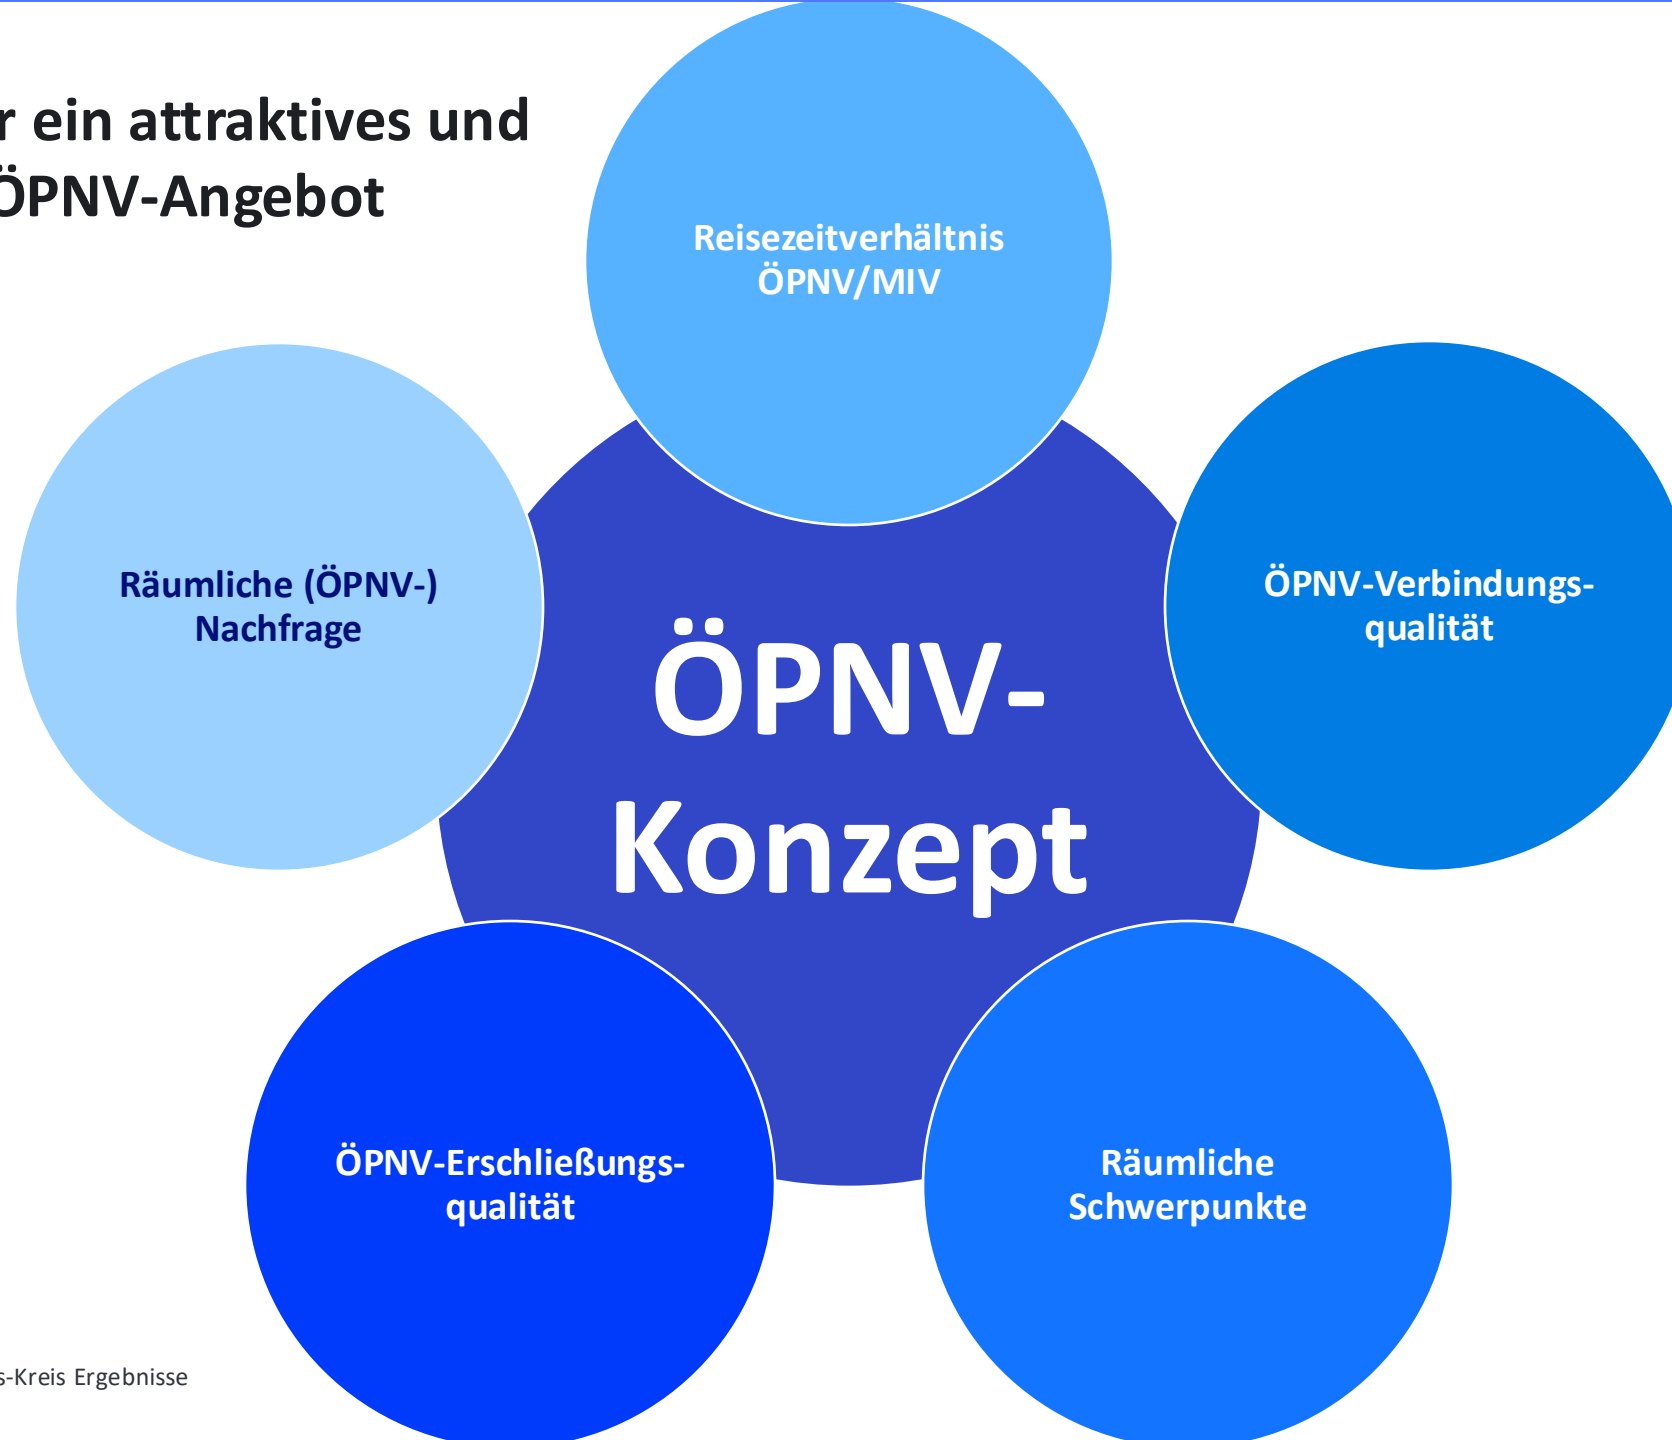 r ein attraktives und
ÖPNV-Angebot
Reisezeitverhältnis
ÖPNV/MIV
Räumliche (ÖPNV-)
Nachfrage
ÖPNV-Verbindungs-
qualität
ÖPNV-
Konzept
ÖPNV-Erschließungs-
qualität
Räumliche
Schwerpunkte
s-Kreis Ergebnisse